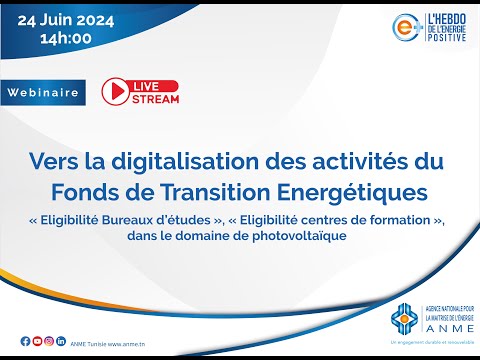 24 Juin 2024
14h:00
L'HEBDO
DE L'ÉNERGIE
POSITIVE
Webinaire
LIVE
STREAM
Vers la digitalisation des activités du
Fonds de Transition Energétiques
« Eligibilité Bureaux d'études », « Eligibilité centres de formation »,
dans le domaine de photovoltaïque
AGENCE NATIONALE POUR
LA MAITRISE DE L'ÉNERGIE
ANME
Un engagement durable et renouvelable
ANME Tunisie www.anme.tn